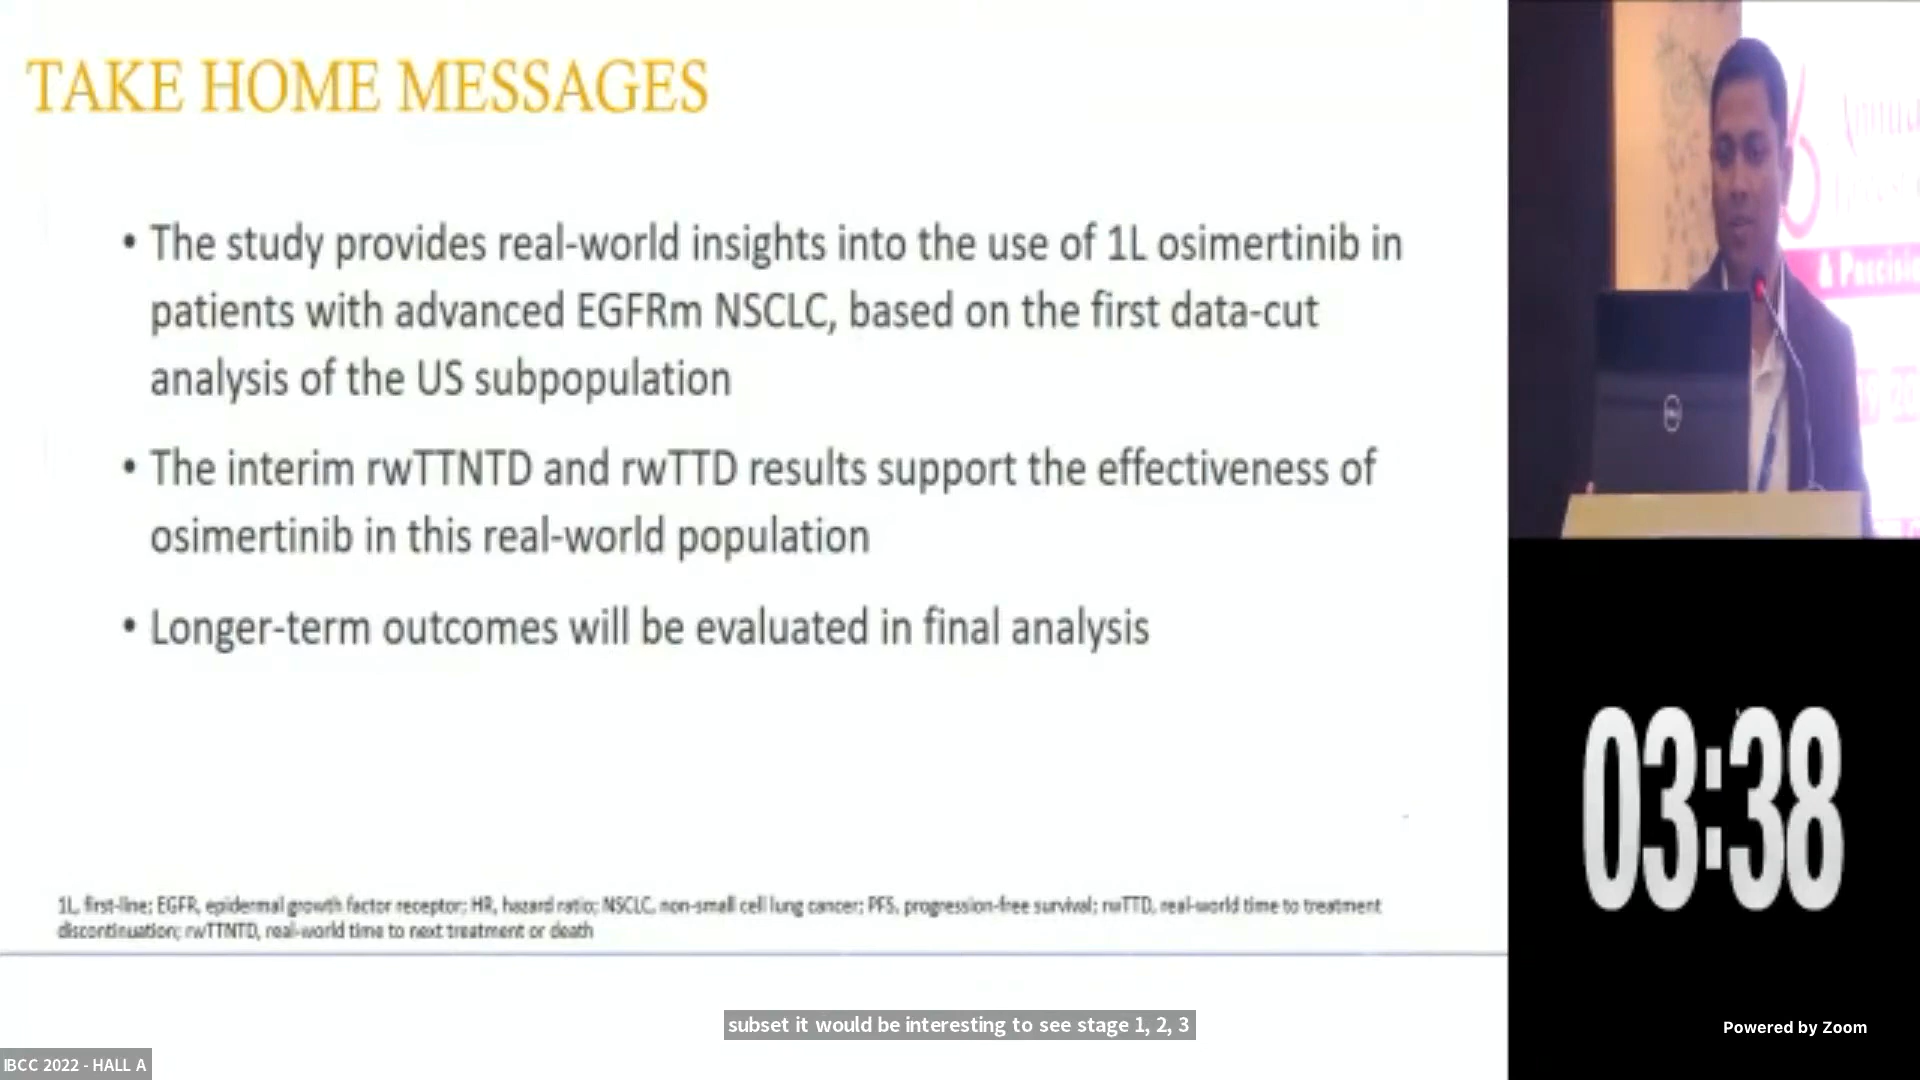 TAKE HOME MESSAGES
• The study provides real-world insights into the use of 1L osimertinib in
patients with advanced EGFRm NSCLC, based on the first data-cut
analysis of the US subpopulation
• The interim rwTTNTD and rwTTD results support the effectiveness of
osimertinib in this real-world population
• Longer-term outcomes will be evaluated in final analysis
1L, first-line; EGFR, epidermal growth factor receptor; HR, hazard ratio; NSCLC, non-small cell lung cancer; PFS, progression-free survival; rwTTD, real-world time to treatment
discontinuation; rwTTNTD, real-world time to next treatment or death
03:38
subset it would be interesting to see stage 1, 2, 3
Powered by Zoom
IBCC 2022 - HALL A